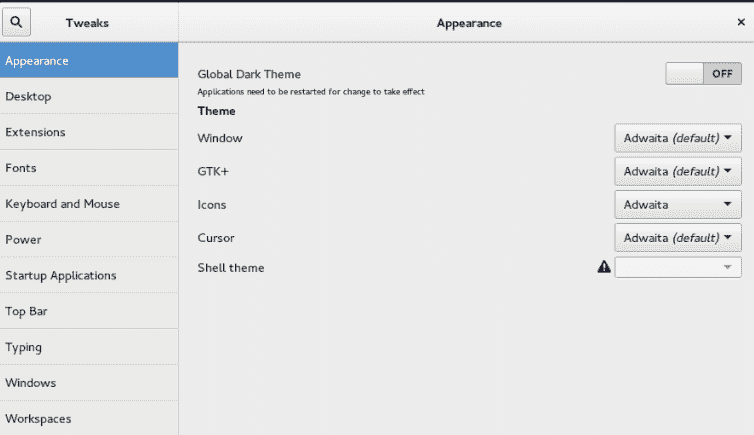 Tweaks
Appearance
Appearance
Desktop
Extensions
Fonts
Keyboard and Mouse
Power
Startup Applications
Top Bar
Typing
Windows
Workspaces
Global Dark Theme
OFF
Applications need to be restarted for change to take effect
Theme
Window
Adwaita (default)
GTK+
Adwaita (default)
Icons
Adwaita
Cursor
Adwaita (default)
Shell theme